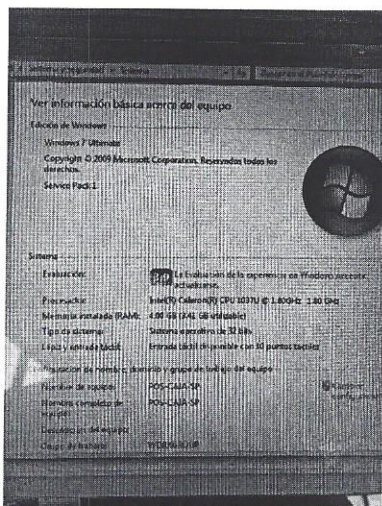 Sistema
Ver información básica acerca del equipo
Edición de Windows
Windows 7 Ultimate
Copyright © 2009 Microsoft Corporation. Reservados todos los
derechos.
Service Pack 1
Sistema
Evaluación: La Evaluación de la experiencia en Windows necesita
actualizarse.
Procesador: Intel(R) Celeron(R) CPU 1037U @ 1.80GHz 1.80 GHz
Memoria instalada (RAM): 4.00 GB (3.41 GB utilizable)
Tipo de sistema: Sistema operativo de 32 bits
Lápiz y entrada táctil: Entrada táctil disponible con 10 puntos táctiles
Configuración de nombre, dominio y grupo de trabajo del equipo
Nombre de equipo: POS-CAJA-SP
Nombre completo de POS-CAJA-SP
equipo:
Descripción del equipo:
Grupo de trabajo: WORKGROUP